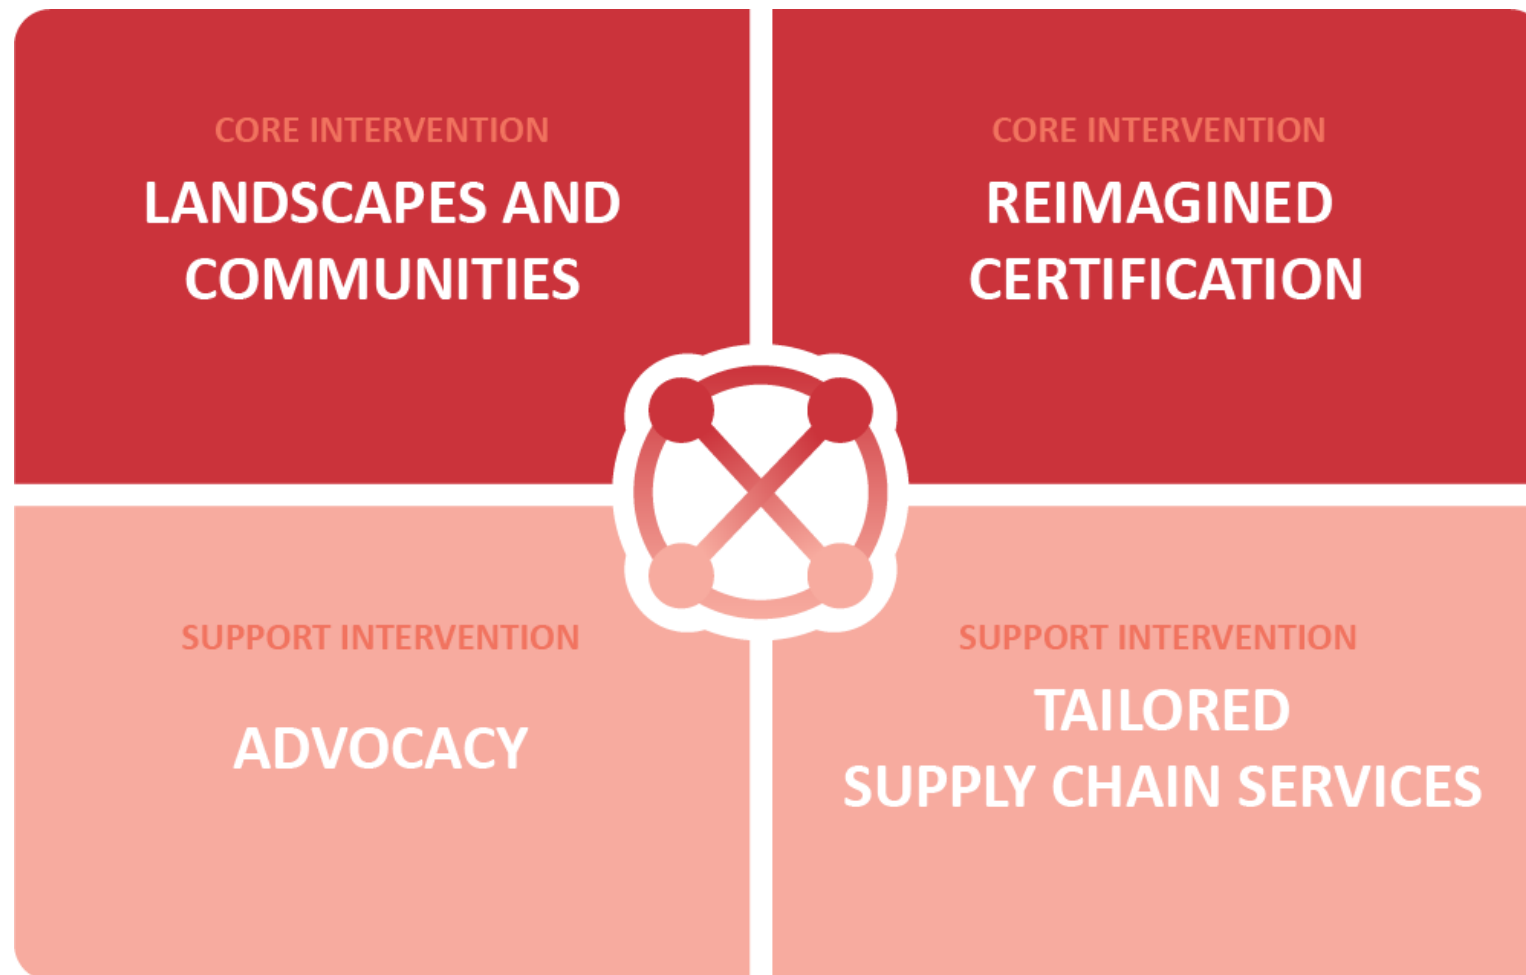 CORE INTERVENTION
LANDSCAPES AND
COMMUNITIES
CORE INTERVENTION
REIMAGINED
CERTIFICATION
SUPPORT INTERVENTION
ADVOCACY
SUPPORT INTERVENTION
TAILORED
SUPPLY CHAIN SERVICES